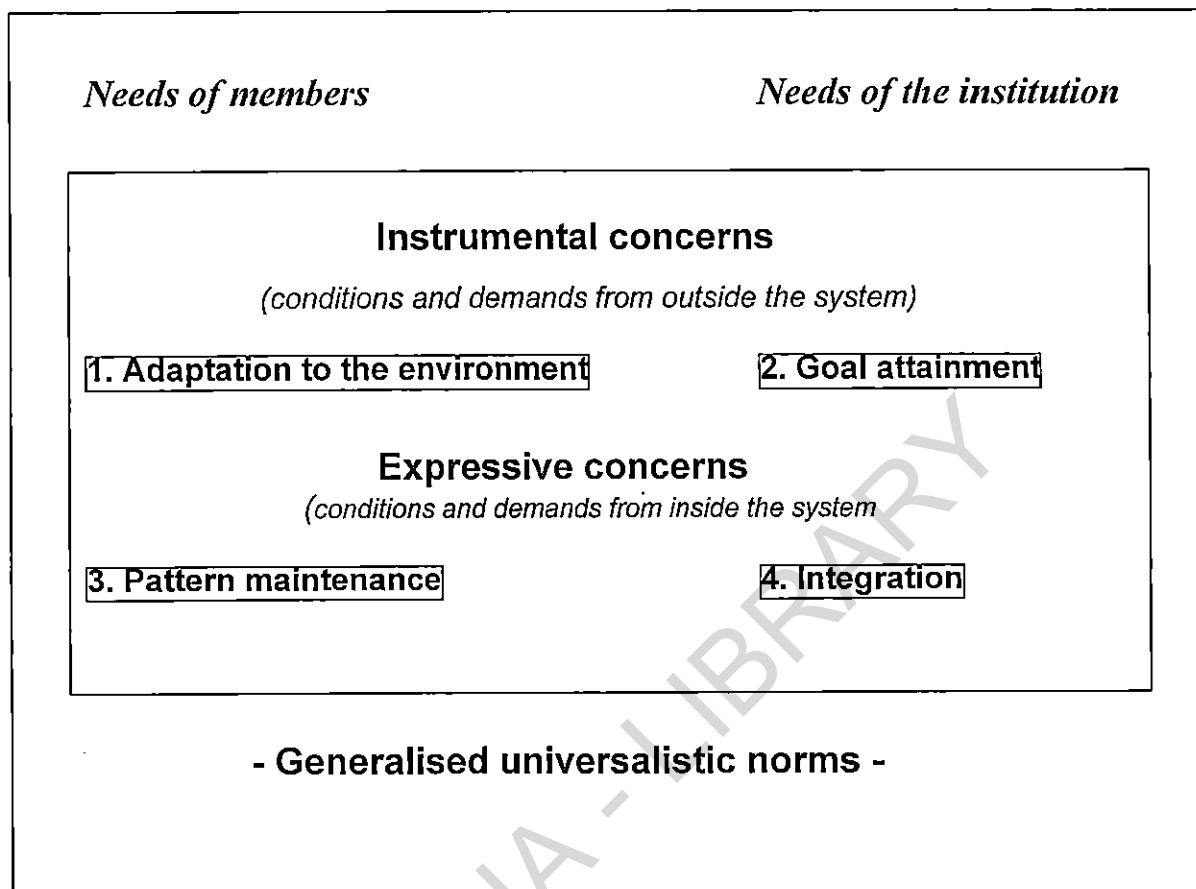 Needs of members
Needs of the institution
Instrumental concerns
(conditions and demands from outside the system)
1. Adaptation to the environment
2. Goal attainment
Expressive concerns
(conditions and demands from inside the system
3. Pattern maintenance
4. Integration
- Generalised universalistic norms -
IA - LIBRARY